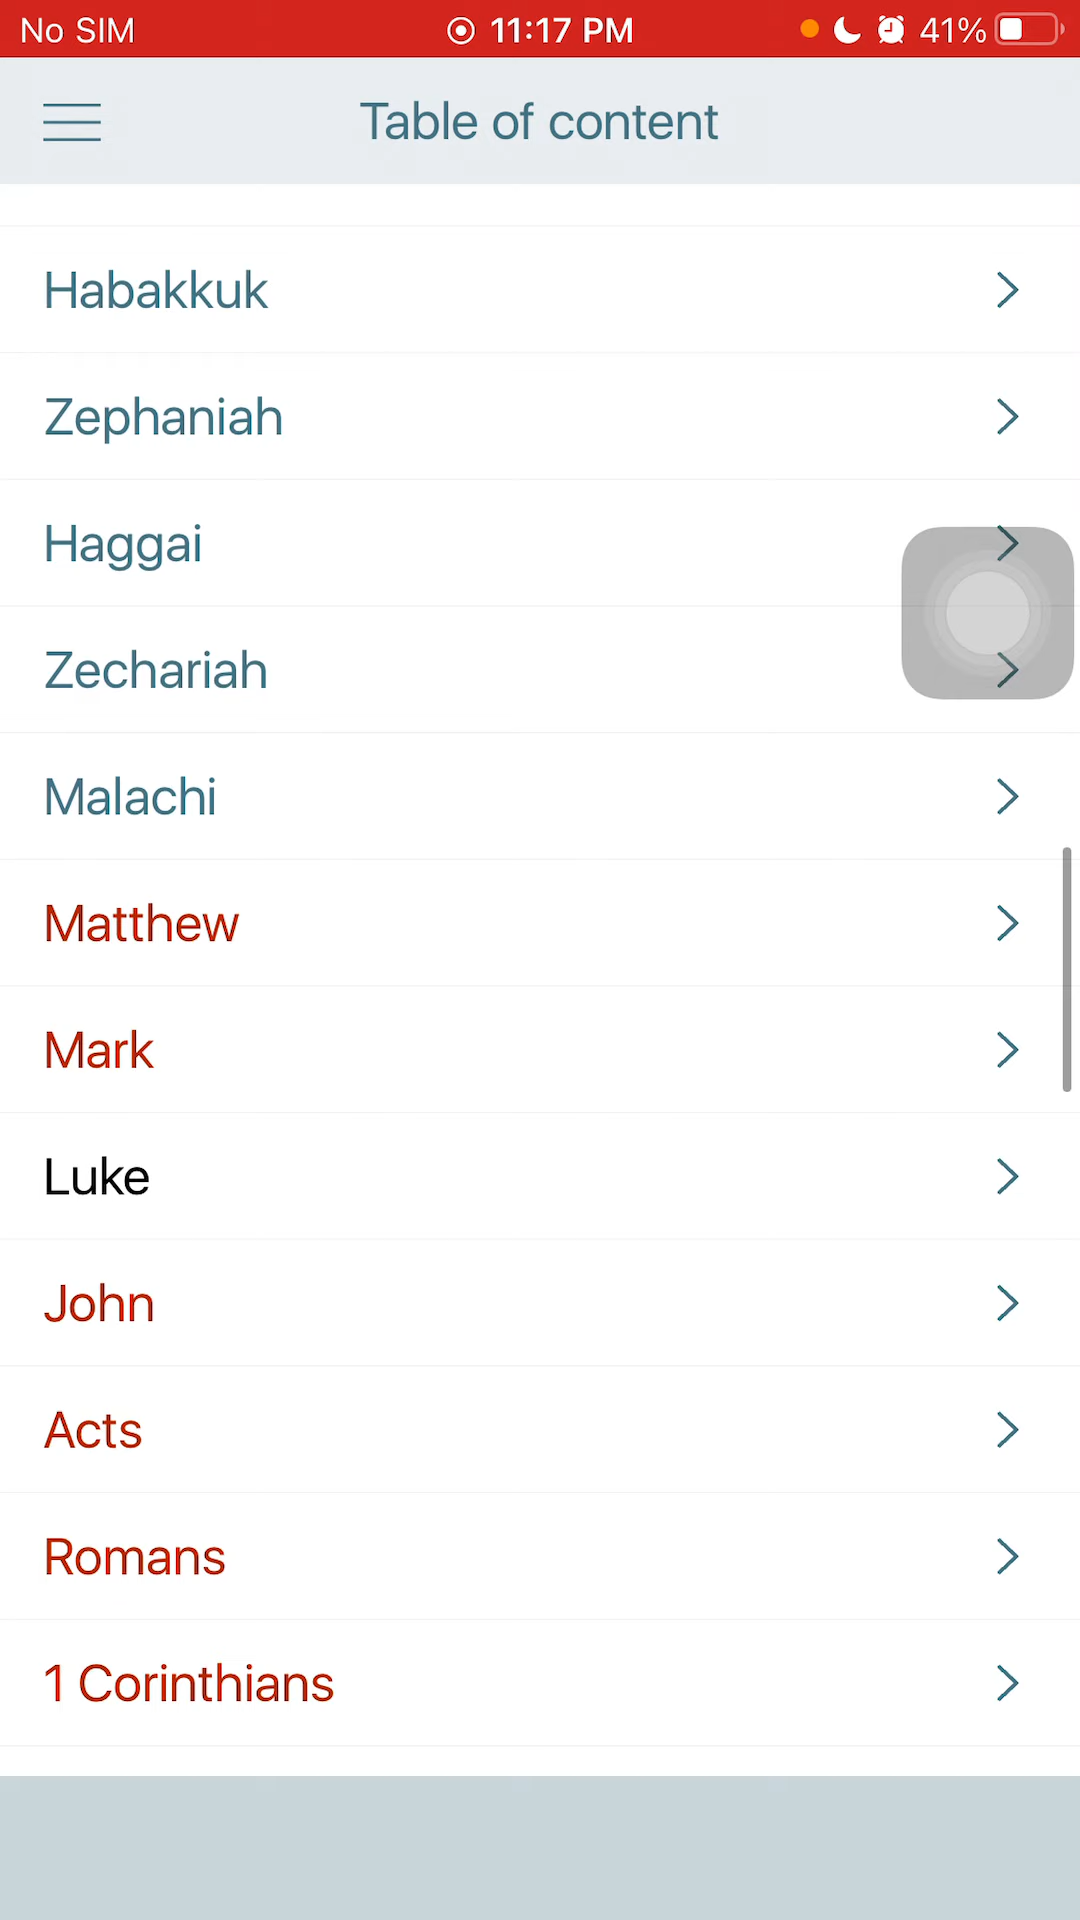 No SIM 11:17 PM 41%
Table of content
Habakkuk
Zephaniah
Haggai
Zechariah
Malachi
Matthew
Mark
Luke
John
Acts
Romans
1 Corinthians